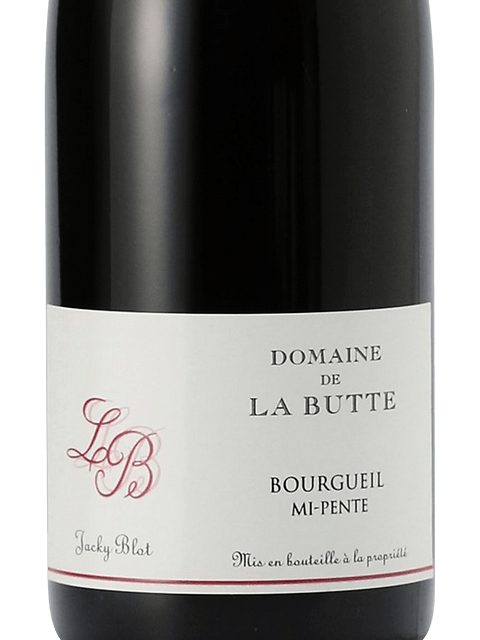 DOMAINE
DE
LA BUTTE
LB
BOURGUEIL
MI-PENTE
Jacky Blot
Mis en bouteille à la propriété